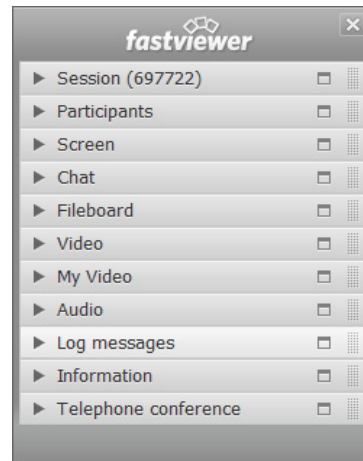 fastviewer
Session (697722)
Participants
Screen
Chat
Fileboard
Video
My Video
Audio
Log messages
Information
Telephone conference